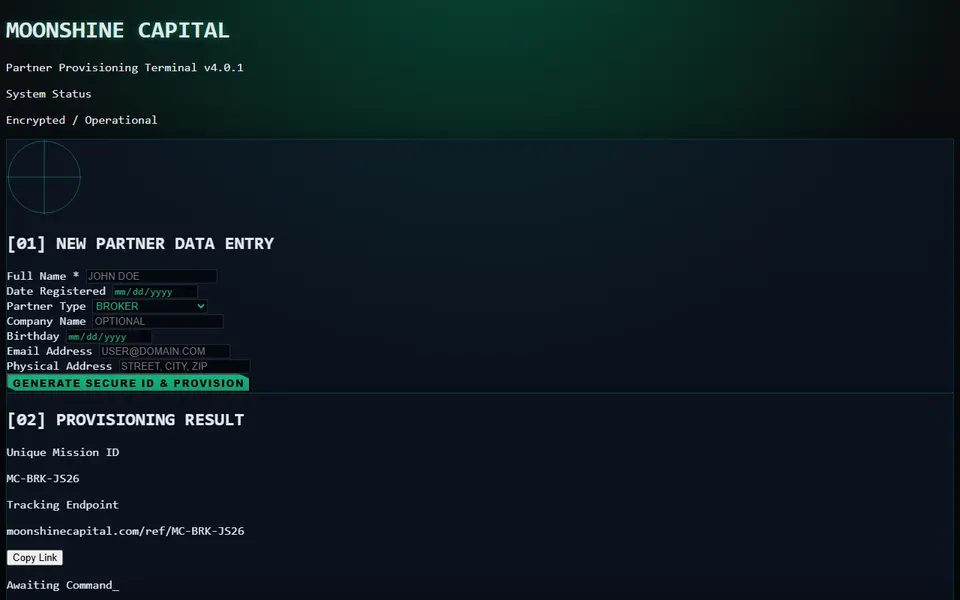 MOONSHINE CAPITAL
Partner Provisioning Terminal v4.0.1
System Status
Encrypted / Operational
[01] NEW PARTNER DATA ENTRY
Full Name * JOHN DOE
Date Registered mm/dd/yyyy
Partner Type BROKER
Company Name OPTIONAL
Birthday mm/dd/yyyy
Email Address USER@DOMAIN.COM
Physical Address STREET, CITY, ZIP
GENERATE SECURE ID & PROVISION
[02] PROVISIONING RESULT
Unique Mission ID
MC-BRK-JS26
Tracking Endpoint
moonshinecapital.com/ref/MC-BRK-JS26
Copy Link
Awaiting Command_